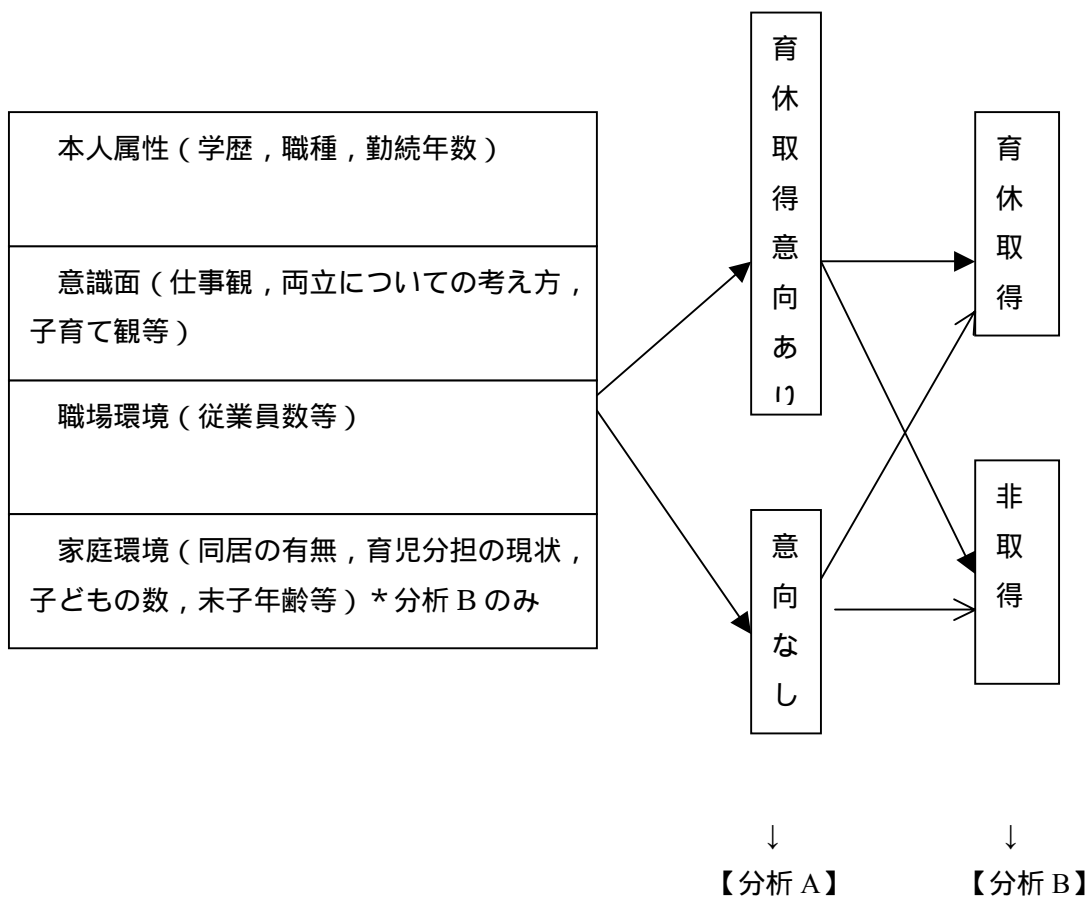 本人属性（学歴，職種，勤続年数）
意識面（仕事観，両立についての考え方，
子育て観等）
職場環境（従業員数等）
家庭環境（同居の有無，育児分担の現状，
子どもの数，末子年齢等）＊分析 B のみ
育休取得意向あり
意向なし
育休取得
非取得
↓
【分析 A】
↓
【分析 B】